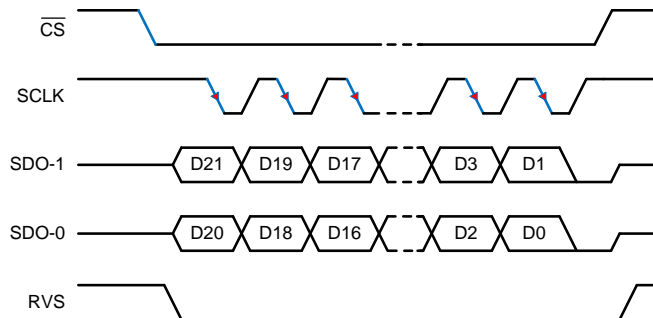 CS
SCLK
SDO-1 D21 D19 D17 D3 D1
SDO-0 D20 D18 D16 D2 D0
RVS